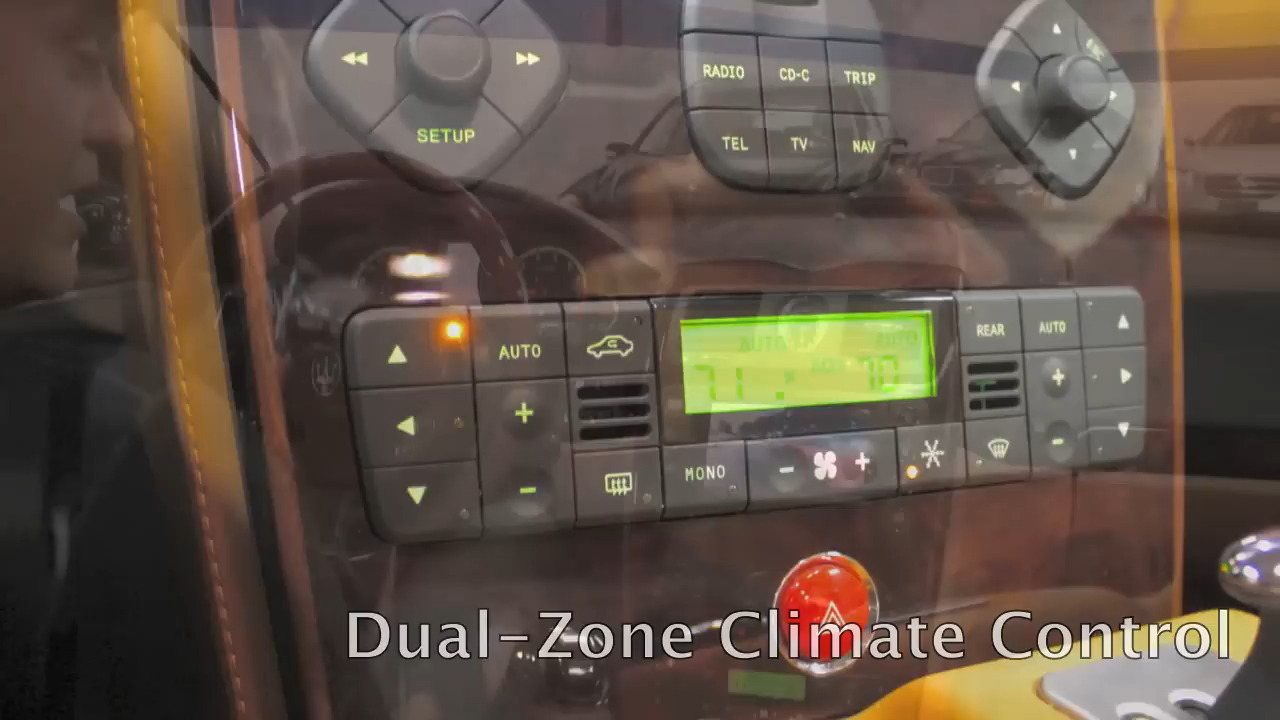 SETUP
RADIO CD-C TRIP
TEL TV NAV
AUTO
REAR AUTO
MONO
Dual-Zone Climate Control